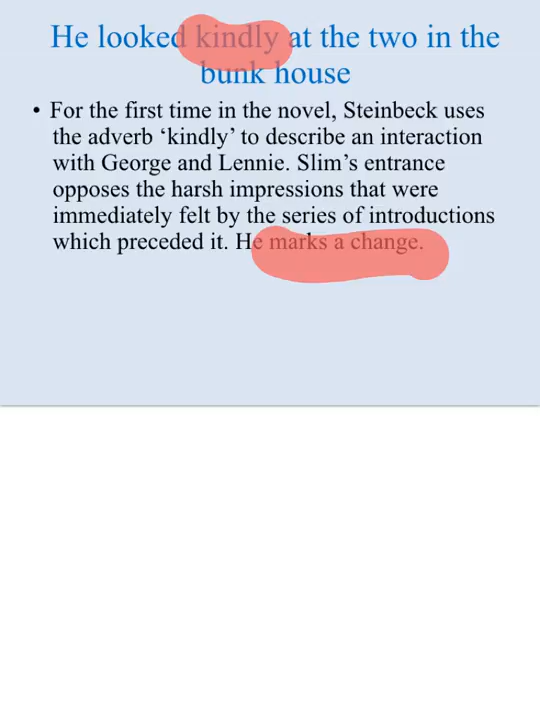 He looked kindly at the two in the
bunk house
• For the first time in the novel, Steinbeck uses
the adverb ‘kindly’ to describe an interaction
with George and Lennie. Slim’s entrance
opposes the harsh impressions that were
immediately felt by the series of introductions
which preceded it. He marks a change.